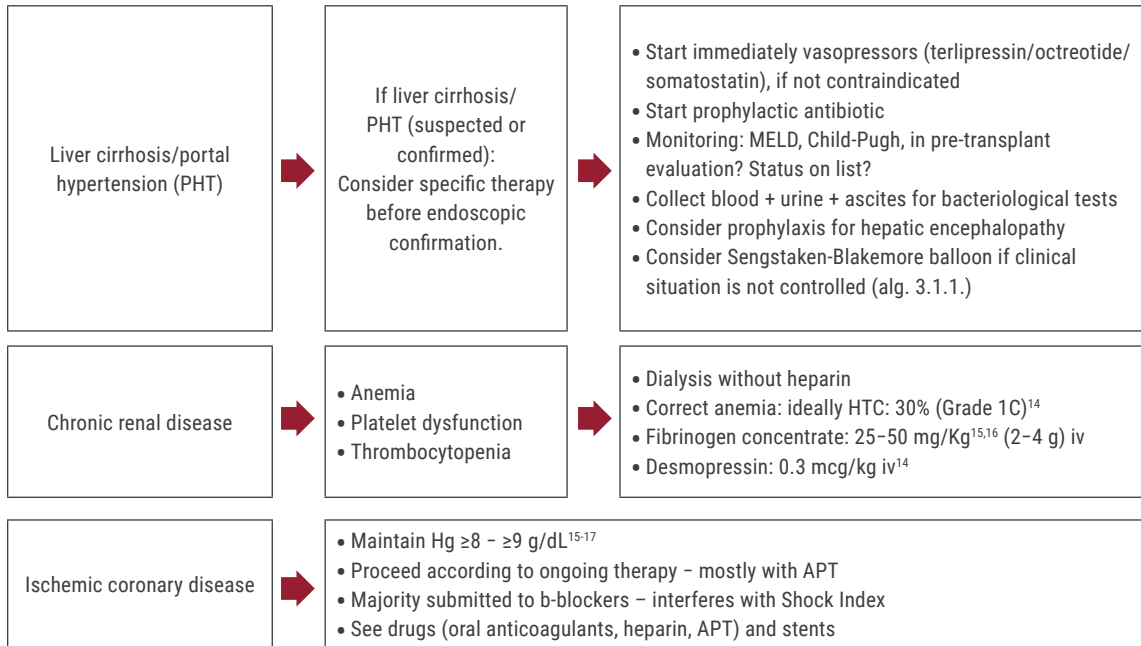 Liver cirrhosis/portal
hypertension (PHT)
If liver cirrhosis/
PHT (suspected or
confirmed):
Consider specific therapy
before endoscopic
confirmation.
• Start immediately vasopressors (terlipressin/octreotide/
somatostatin), if not contraindicated
• Start prophylactic antibiotic
• Monitoring: MELD, Child-Pugh, in pre-transplant
evaluation? Status on list?
• Collect blood + urine + ascites for bacteriological tests
• Consider prophylaxis for hepatic encephalopathy
• Consider Sengstaken-Blakemore balloon if clinical
situation is not controlled (alg. 3.1.1.)
Chronic renal disease
• Anemia
• Platelet dysfunction
• Thrombocytopenia
• Dialysis without heparin
• Correct anemia: ideally HTC: 30% (Grade 1C)14
• Fibrinogen concentrate: 25–50 mg/Kg15,16 (2–4 g) iv
• Desmopressin: 0.3 mcg/kg iv14
Ischemic coronary disease
• Maintain Hg ≥8 – ≥9 g/dL15-17
• Proceed according to ongoing therapy – mostly with APT
• Majority submitted to b-blockers – interferes with Shock Index
• See drugs (oral anticoagulants, heparin, APT) and stents